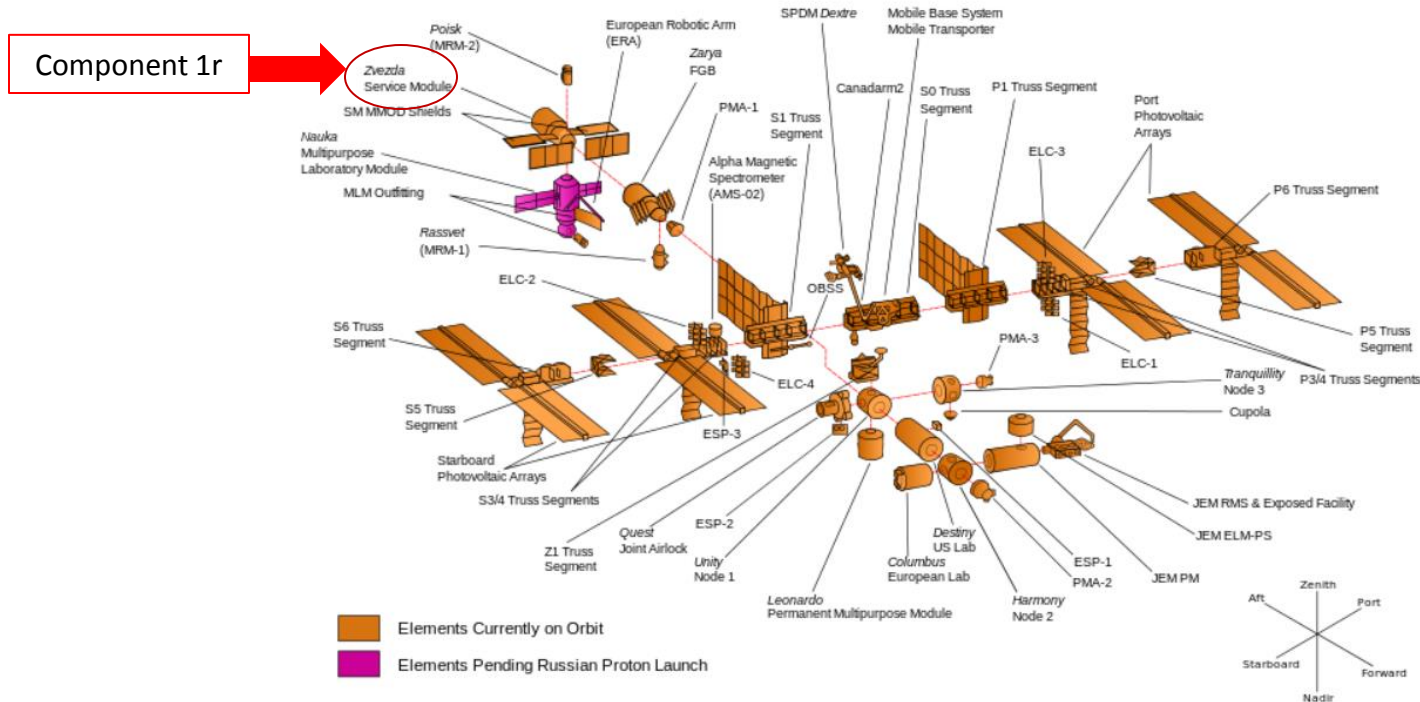 Component 1r
Poisk
(MRM-2)
European Robotic Arm
(ERA)
Zvezda
Service Module
Zarya
FGB
SM MMOD Shields
PMA-1
Nauka
Multipurpose
Laboratory Module
MLM Outfitting
Rassvet
(MRM-1)
Alpha Magnetic
Spectrometer
(AMS-02)
SPDM Dextre
Mobile Base System
Mobile Transporter
Canadarm2
S1 Truss
Segment
S0 Truss
Segment
P1 Truss Segment
Port
Photovoltaic
Arrays
ELC-3
P6 Truss Segment
ELC-2
OBSS
S6 Truss
Segment
P5 Truss
Segment
PMA-3
ELC-1
Tranquillity
Node 3
P3/4 Truss Segments
ELC-4
S5 Truss
Segment
ESP-3
Cupola
Starboard
Photovoltaic Arrays
S3/4 Truss Segments
JEM RMS & Exposed Facility
ESP-2
Quest
Joint Airlock
Z1 Truss
Segment
Unity
Node 1
Destiny
US Lab
Columbus
European Lab
JEM ELM-PS
ESP-1
PMA-2
JEM PM
Leonardo
Permanent Multipurpose Module
Harmony
Node 2
Elements Currently on Orbit
Elements Pending Russian Proton Launch
Zenith
Aft
Port
Starboard
Forward
Nadir